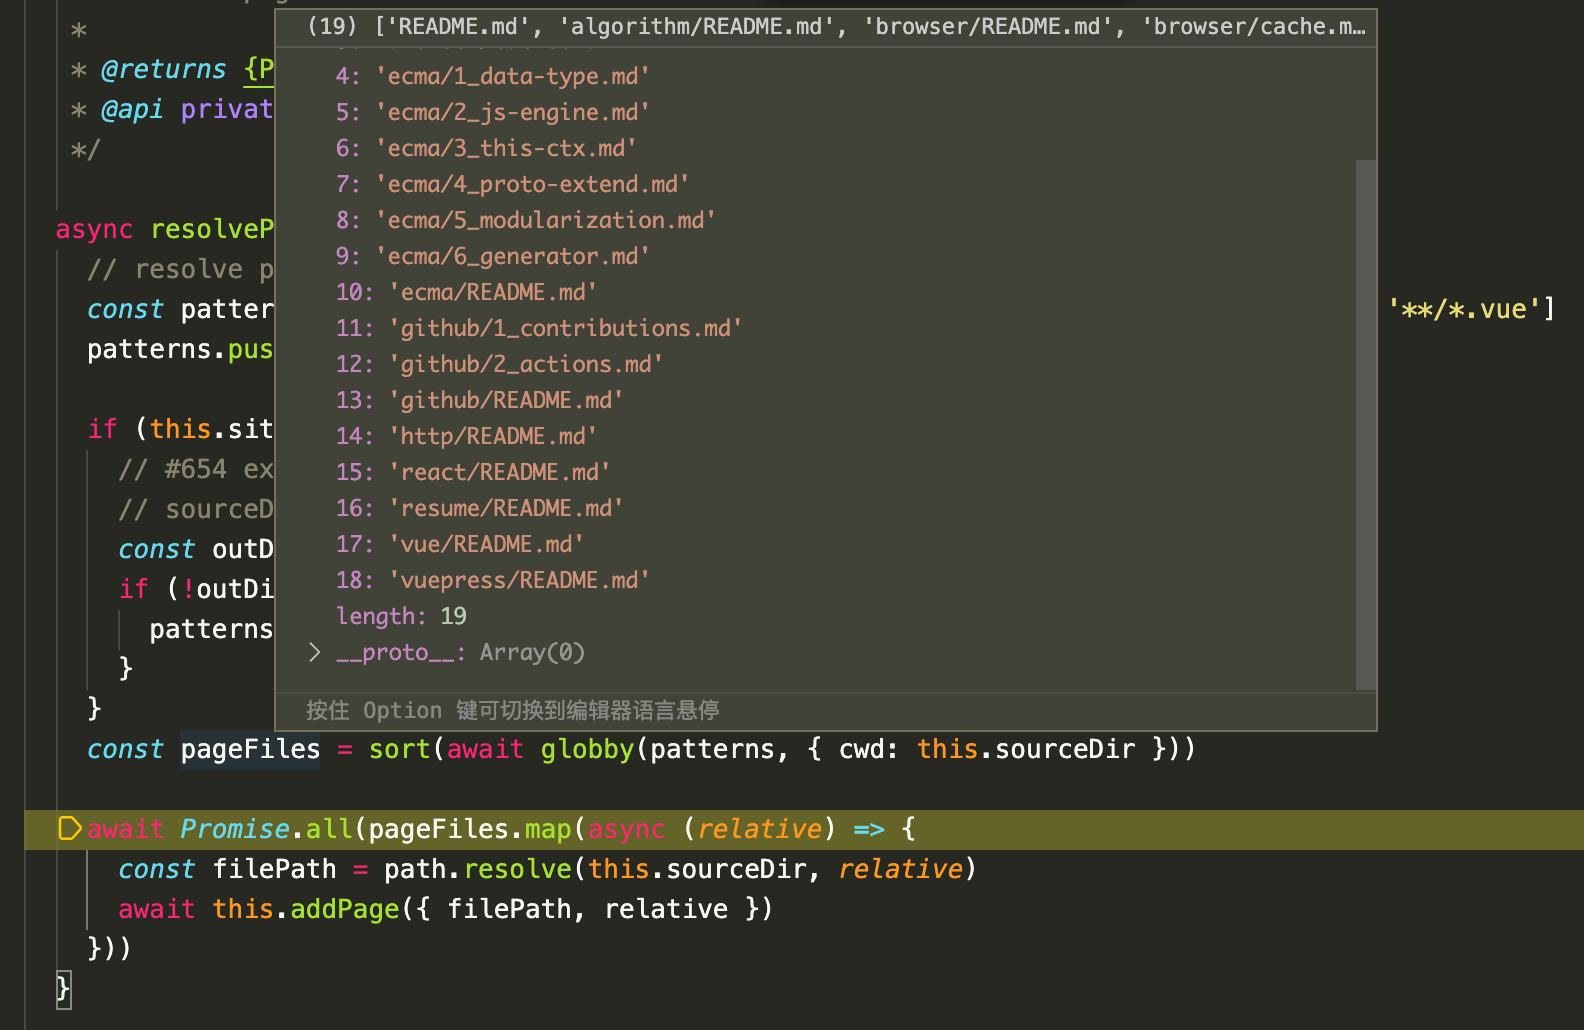 *
(19) ['README.md', 'algorithm/README.md', 'browser/README.md', 'browser/cache.m…
* @returns {P
4: 'ecma/1_data-type.md'
* @api privat
5: 'ecma/2_js-engine.md'
*/
6: 'ecma/3_this-ctx.md'
7: 'ecma/4_proto-extend.md'
async resolveP
8: 'ecma/5_modularization.md'
// resolve p
9: 'ecma/6_generator.md'
const patter
10: 'ecma/README.md'
'**/*.vue']
patterns.pus
11: 'github/1_contributions.md'
12: 'github/2_actions.md'
13: 'github/README.md'
if (this.sit
14: 'http/README.md'
// #654 ex
15: 'react/README.md'
// sourceD
16: 'resume/README.md'
const outD
17: 'vue/README.md'
if (!outDi
18: 'vuepress/README.md'
patterns
length: 19
}
__proto__: Array(0)
}
按住 Option 键可切换到编辑器语言悬停
const pageFiles = sort(await globby(patterns, { cwd: this.sourceDir }))
await Promise.all(pageFiles.map(async (relative) => {
const filePath = path.resolve(this.sourceDir, relative)
await this.addPage({ filePath, relative })
}))
}